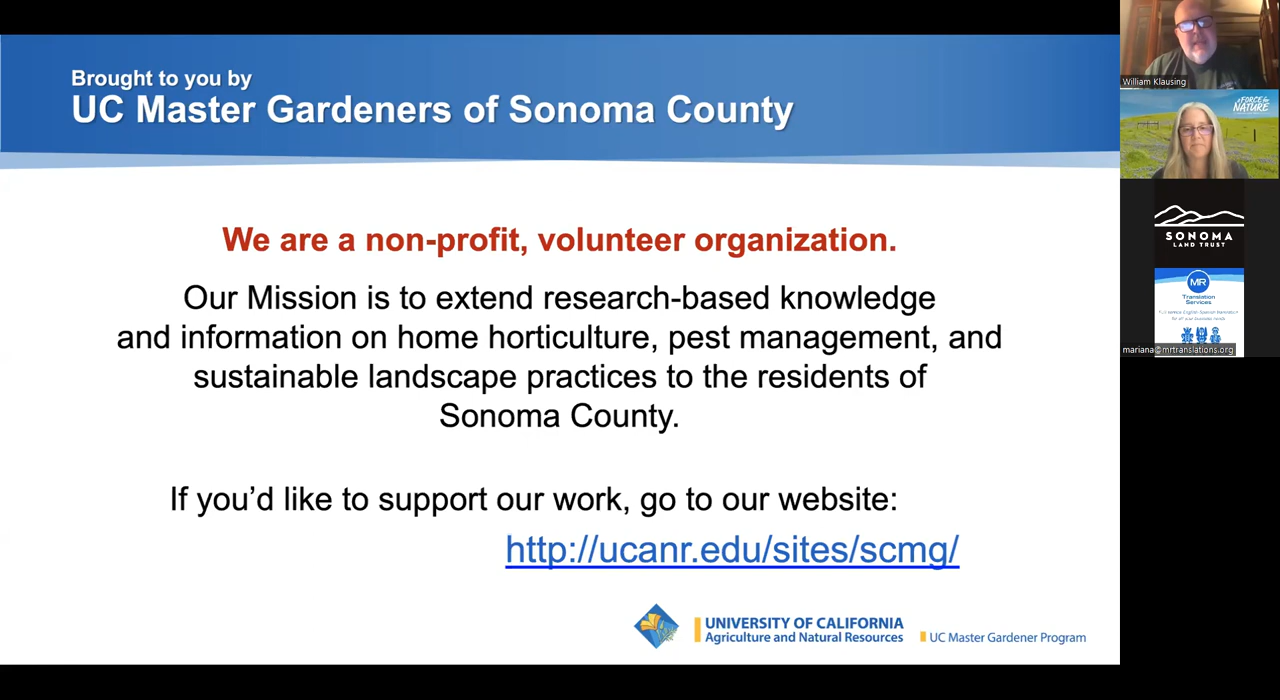 Brought to you by
UC Master Gardeners of Sonoma County
We are a non-profit, volunteer organization.
Our Mission is to extend research-based knowledge
and information on home horticulture, pest management, and
sustainable landscape practices to the residents of
Sonoma County.
If you’d like to support our work, go to our website:
http://ucanr.edu/sites/scmg/
UNIVERSITY OF CALIFORNIA
Agriculture and Natural Resources
UC Master Gardener Program
William Klausing
A FORCE for
NATURE
SONOMA
LAND TRUST
MR
Translation
Services
mariana@mrtranslations.org